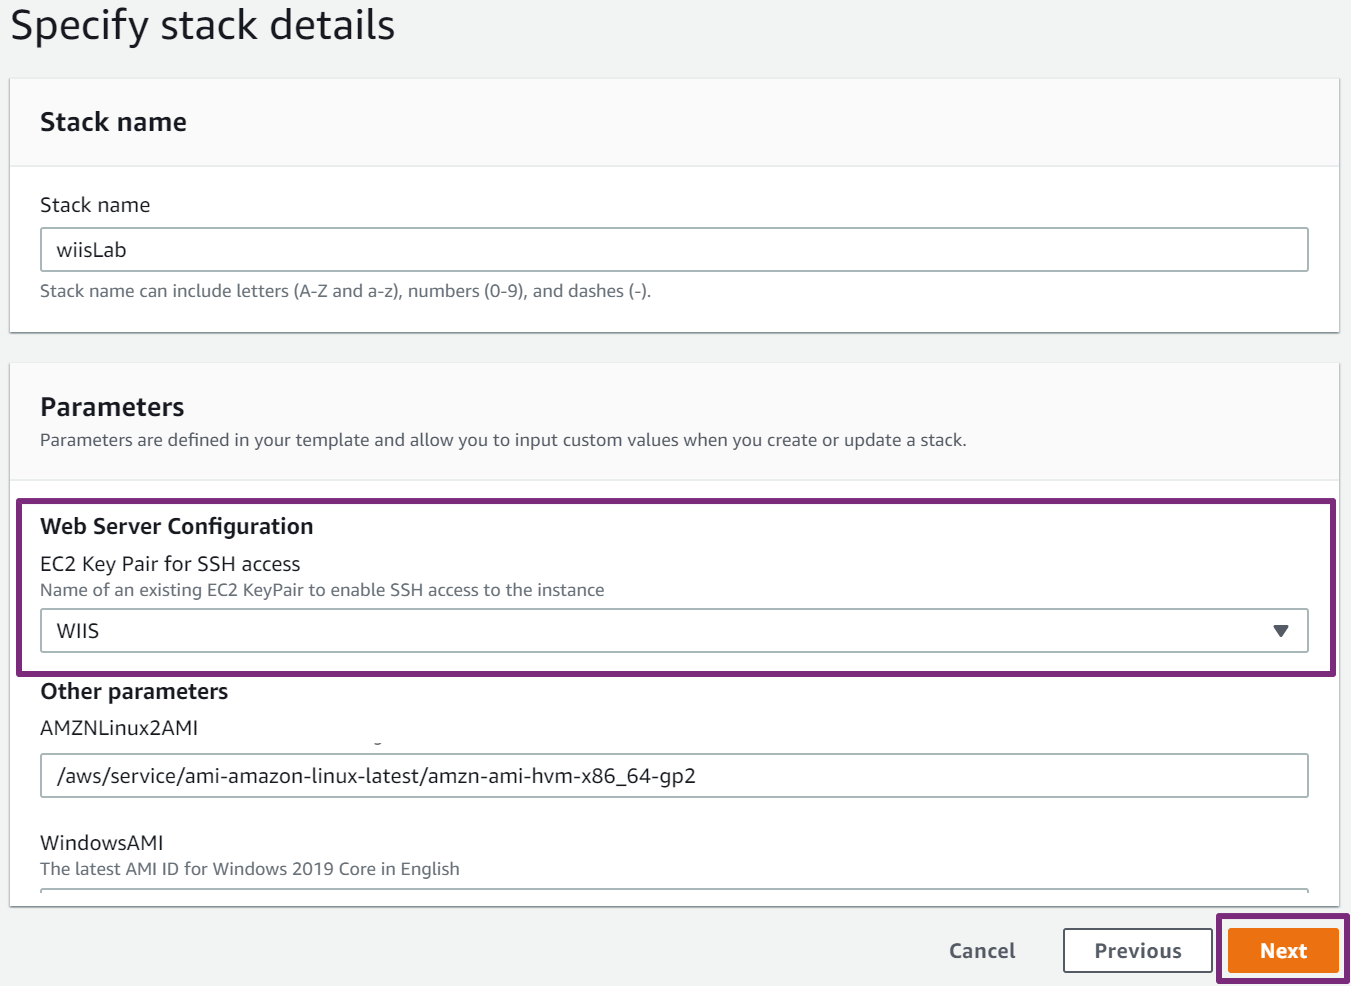 Specify stack details
Stack name
Stack name
wiisLab
Stack name can include letters (A-Z and a-z), numbers (0-9), and dashes (-).
Parameters
Parameters are defined in your template and allow you to input custom values when you create or update a stack.
Web Server Configuration
EC2 Key Pair for SSH access
Name of an existing EC2 KeyPair to enable SSH access to the instance
WIIS
Other parameters
AMZNLinux2AMI
/aws/service/ami-amazon-linux-latest/amzn-ami-hvm-x86_64-gp2
WindowsAMI
The latest AMI ID for Windows 2019 Core in English
Cancel
Previous
Next